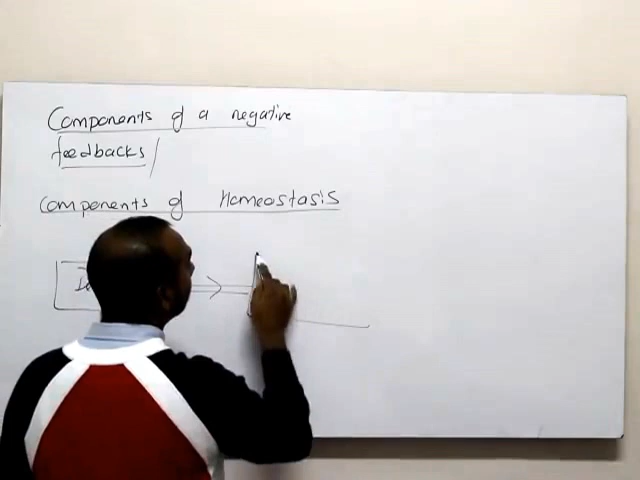 Components of a negative
feedbacks/
Components of Homeostasis